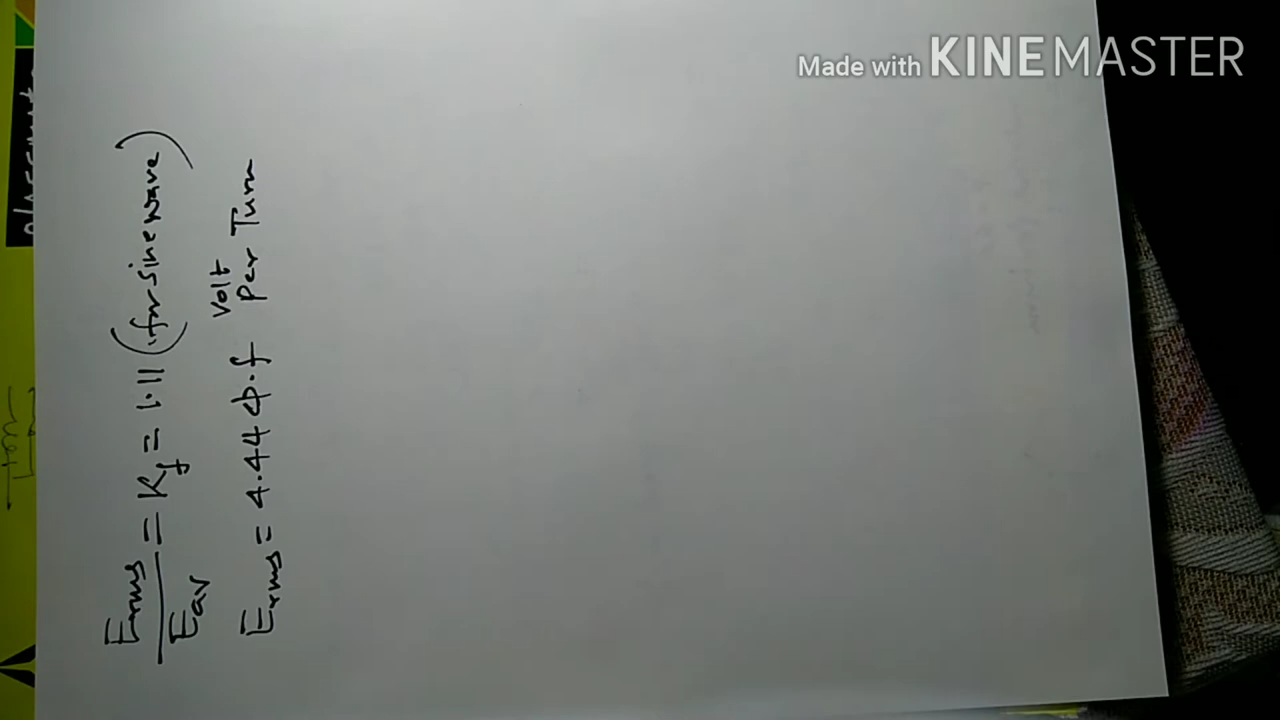 Made with KINEMASTER
Erms/Eav = Kf = 1.11 (for sine wave)
Erms = 4.44 φ.f volt per Turn